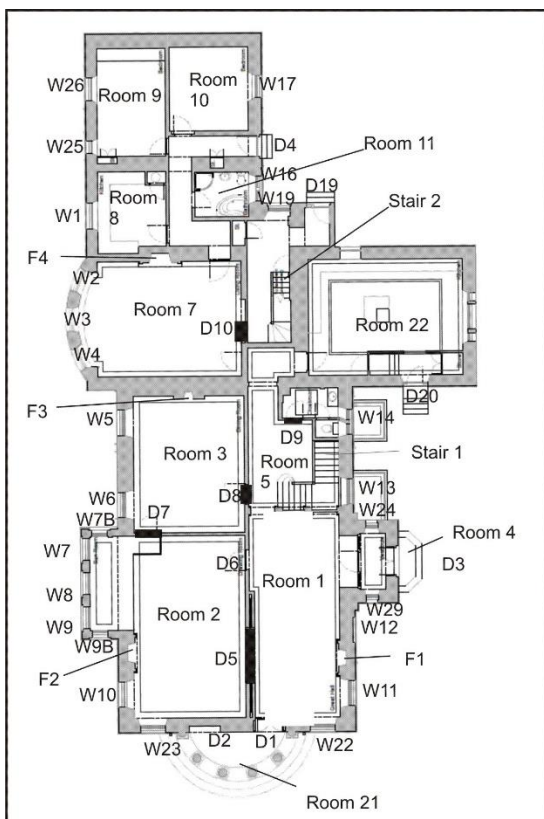 W26
Room 9
Room
10
W17
W25
D4
Room 11
W16
Room
8
W19
D19
Stair 2
W1
F4
W2
Room 7
W3
Room 22
D10
W4
D20
F3
D9
W14
W5
Room 3
Room
5
Stair 1
W6
D8
W13
W7B
D7
W24
Room 4
W7
D6
Room 1
D3
W8
Room 2
W29
W9
W12
W9B
D5
F2
F1
W10
W11
Great Hall
W23
D2
D1
W22
Room 21